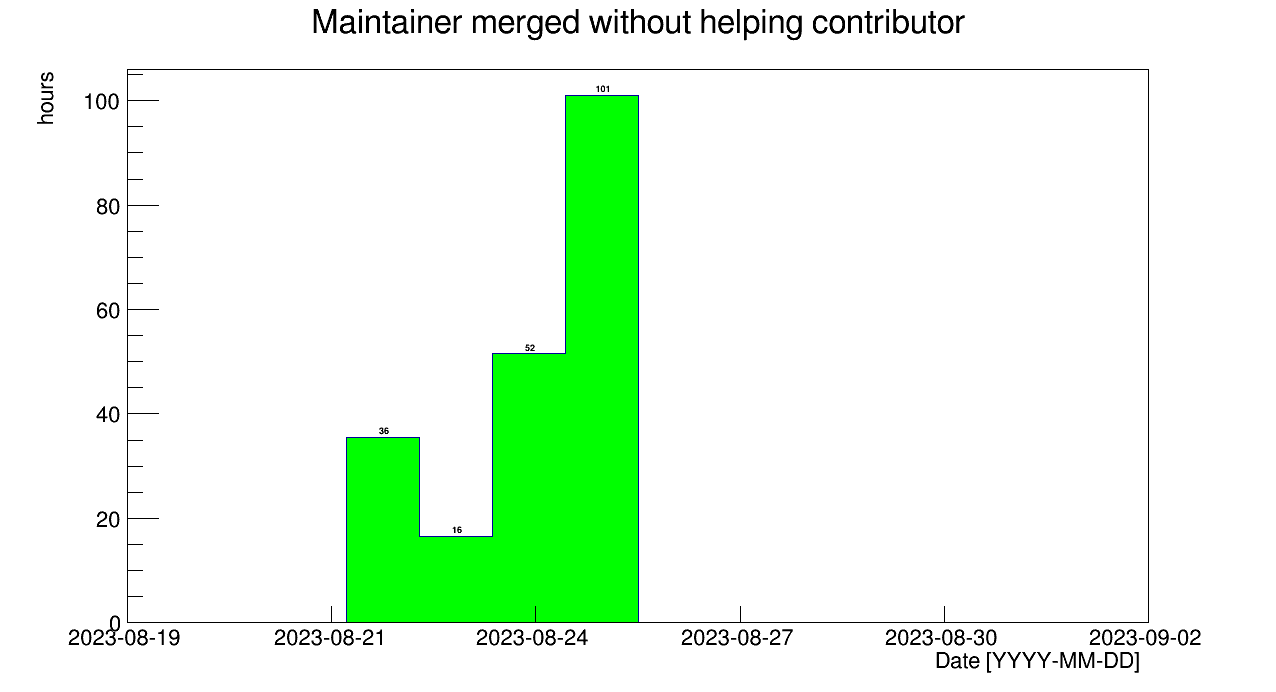 Maintainer merged without helping contributor
hours
100
80
60
40
20
0
101
52
36
16
2023-08-19 2023-08-21 2023-08-24 2023-08-27 2023-08-30 2023-09-02
Date [YYYY-MM-DD]